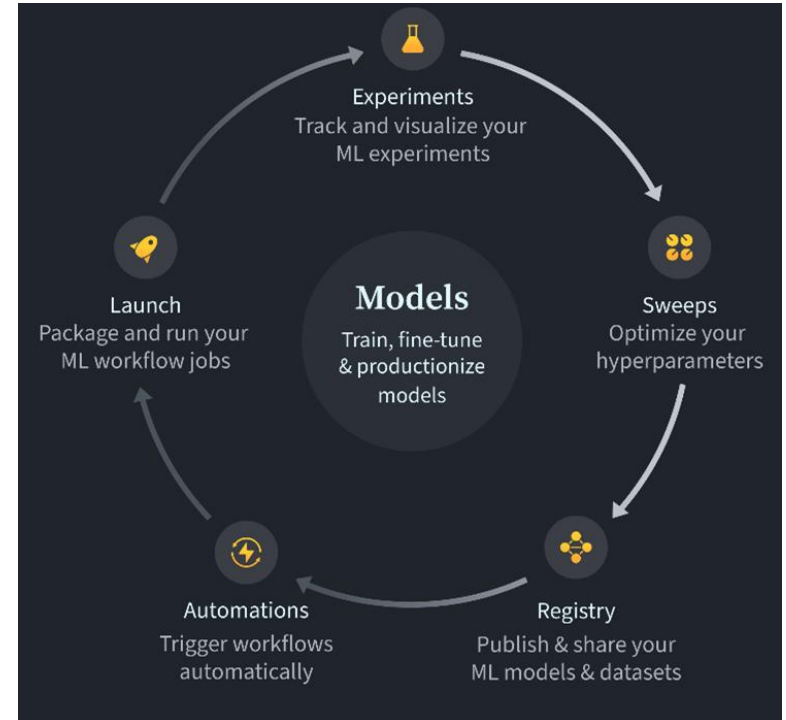 Experiments
Track and visualize your
ML experiments
Launch
Package and run your
ML workflow jobs
Models
Train, fine-tune
& productionize
models
Sweeps
Optimize your
hyperparameters
Automations
Trigger workflows
automatically
Registry
Publish & share your
ML models & datasets